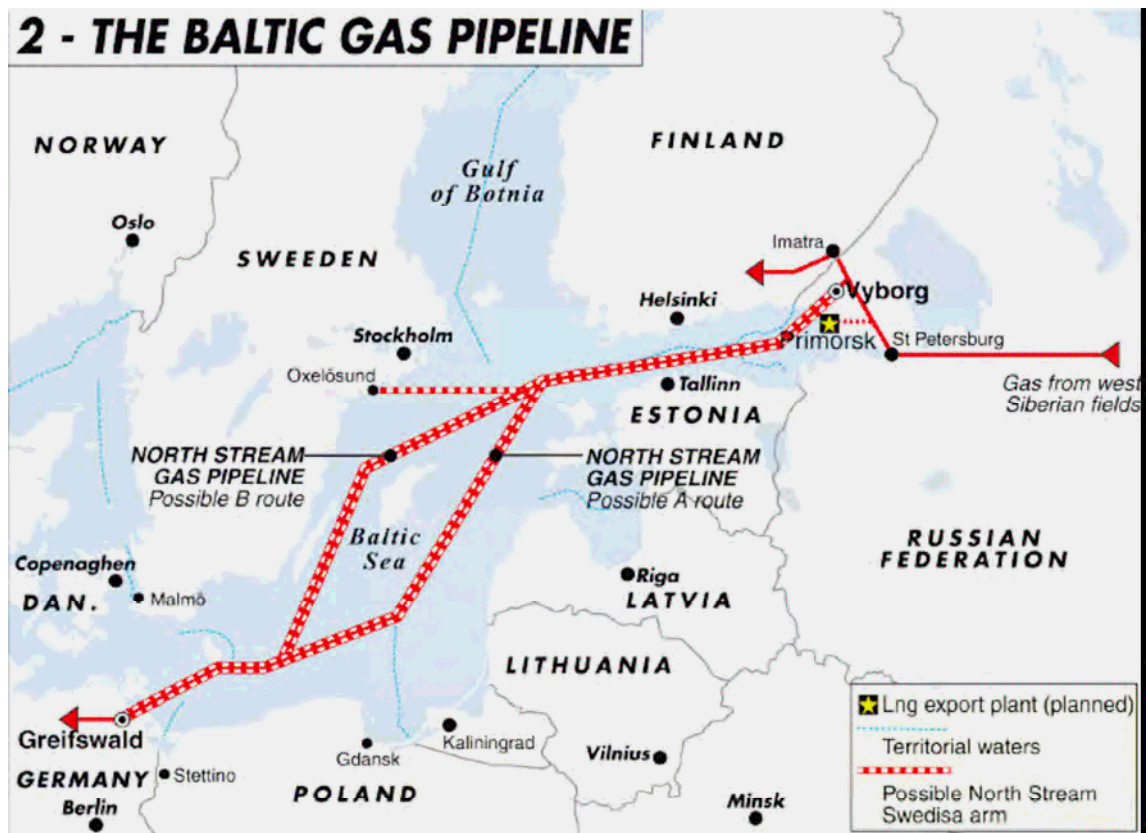 2 - THE BALTIC GAS PIPELINE
NORWAY
FINLAND
Gulf
of Botnia
Oslo
SWEDEN
Imatra
Vyborg
Helsinki
Primorsk
St Petersburg
Stockholm
Oxelösund
Tallinn
ESTONIA
Gas from west
Siberian fields
NORTH STREAM
GAS PIPELINE
Possible B route
NORTH STREAM
GAS PIPELINE
Possible A route
Baltic
Sea
RUSSIAN
FEDERATION
Copenaghen
DAN.
Malmö
Riga
LATVIA
LITHUANIA
Greifswald
GERMANY
Stettino
Berlin
Gdansk
Kaliningrad
POLAND
Vilnius
Minsk
Lng export plant (planned)
Territorial waters
Possible North Stream
Swedisa arm